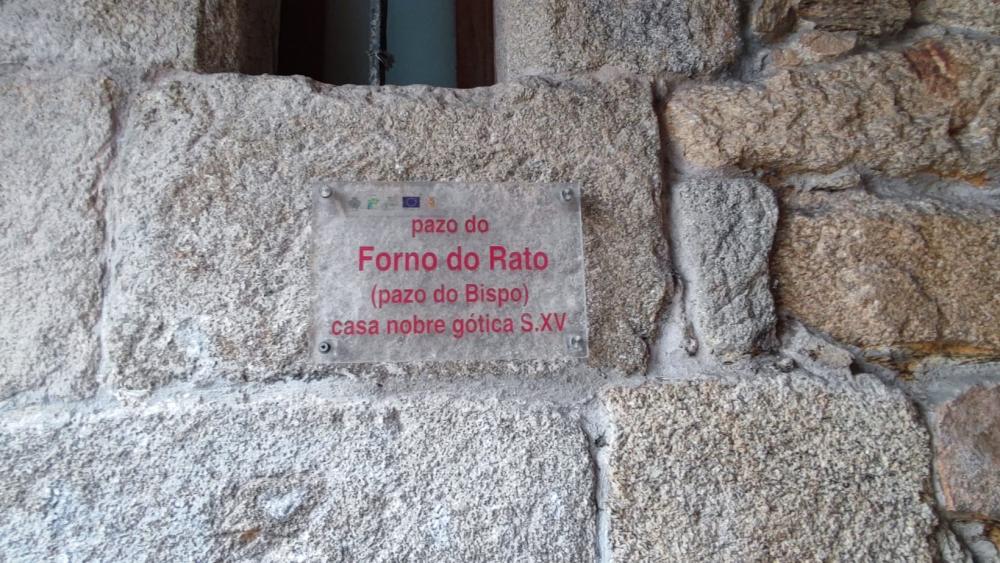 pazo do
Forno do Rato
(pazo do Bispo)
casa nobre gótica S.XV